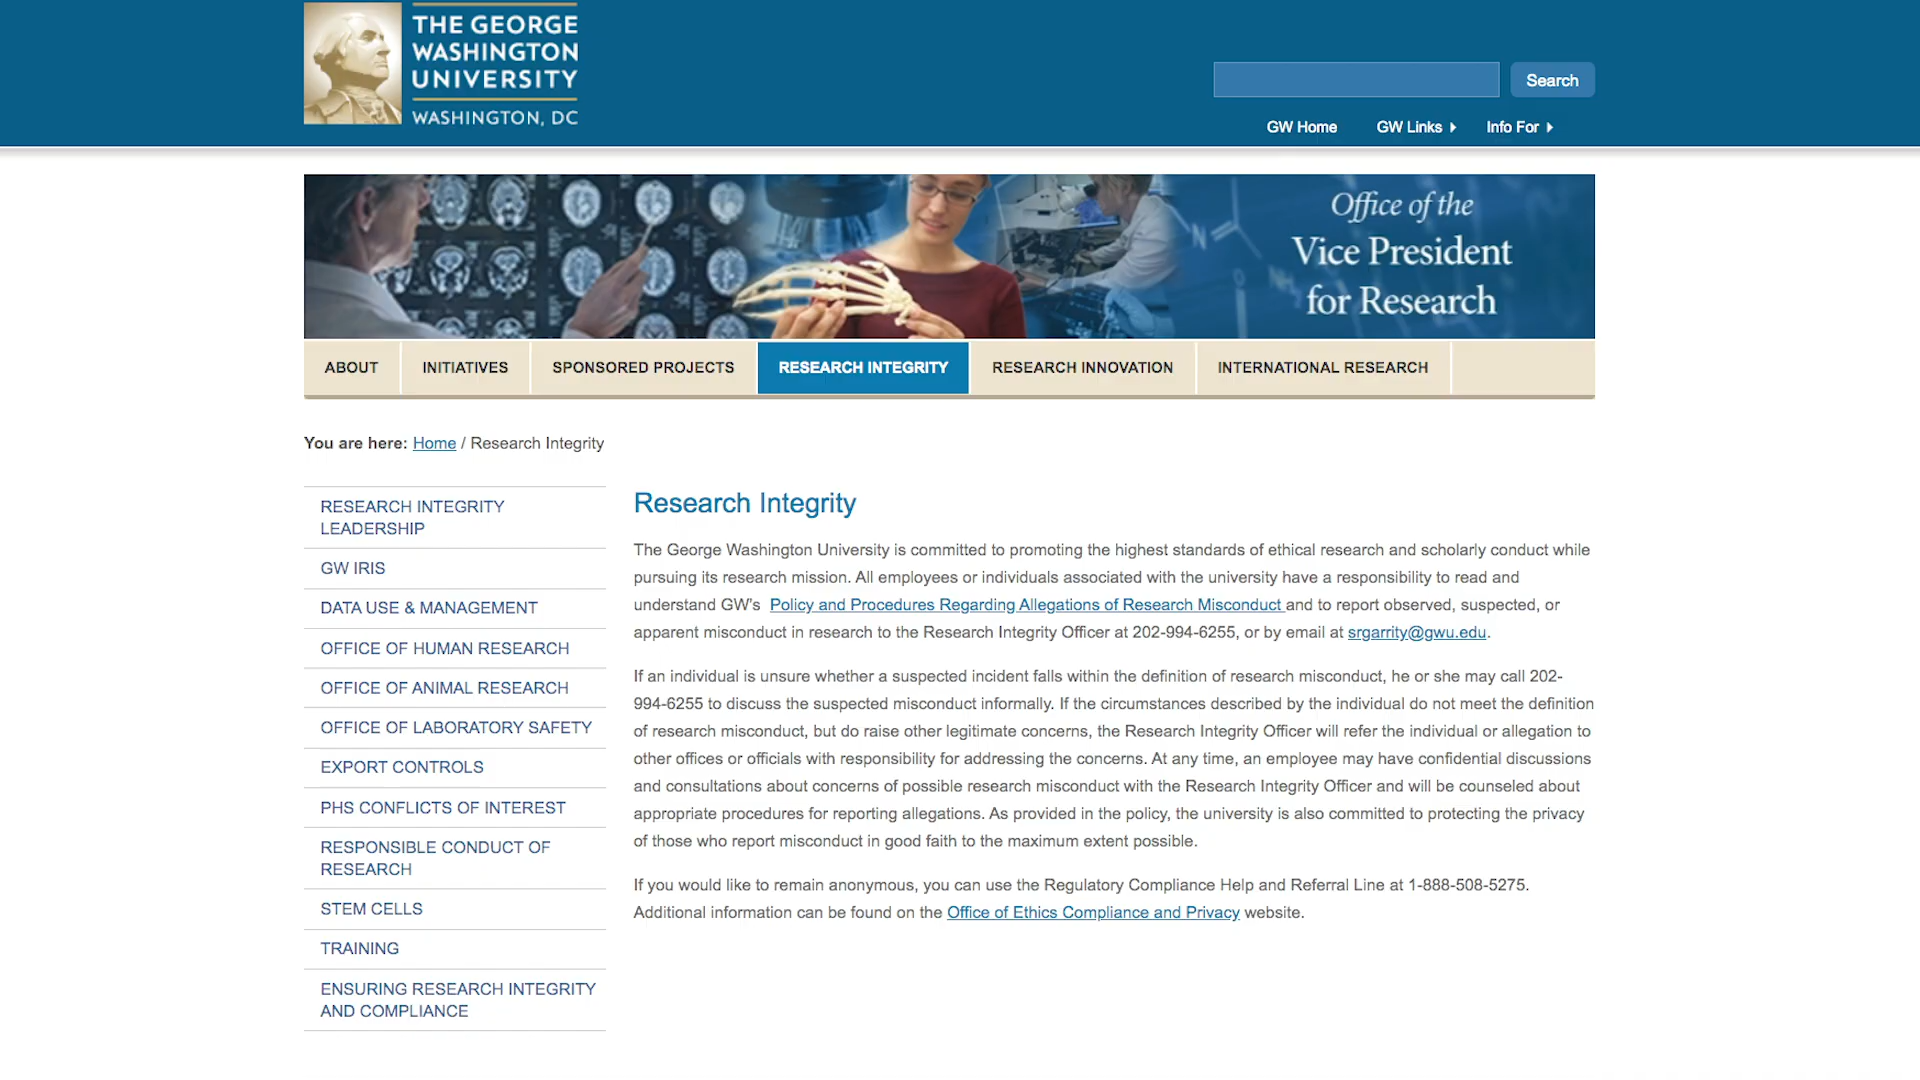 THE GEORGE
WASHINGTON
UNIVERSITY
WASHINGTON, DC
Search
GW Home GW Links Info For
Office of the
Vice President
for Research
ABOUT INITIATIVES SPONSORED PROJECTS RESEARCH INTEGRITY RESEARCH INNOVATION INTERNATIONAL RESEARCH
You are here: Home / Research Integrity
RESEARCH INTEGRITY
LEADERSHIP
GW IRIS
DATA USE & MANAGEMENT
OFFICE OF HUMAN RESEARCH
OFFICE OF ANIMAL RESEARCH
OFFICE OF LABORATORY SAFETY
EXPORT CONTROLS
PHS CONFLICTS OF INTEREST
RESPONSIBLE CONDUCT OF
RESEARCH
STEM CELLS
TRAINING
ENSURING RESEARCH INTEGRITY
AND COMPLIANCE
Research Integrity
The George Washington University is committed to promoting the highest standards of ethical research and scholarly conduct while
pursuing its research mission. All employees or individuals associated with the university have a responsibility to read and
understand GW's Policy and Procedures Regarding Allegations of Research Misconduct and to report observed, suspected, or
apparent misconduct in research to the Research Integrity Officer at 202-994-6255, or by email at srgarrity@gwu.edu.
If an individual is unsure whether a suspected incident falls within the definition of research misconduct, he or she may call 202-
994-6255 to discuss the suspected misconduct informally. If the circumstances described by the individual do not meet the definition
of research misconduct, but do raise other legitimate concerns, the Research Integrity Officer will refer the individual or allegation to
other offices or officials with responsibility for addressing the concerns. At any time, an employee may have confidential discussions
and consultations about concerns of possible research misconduct with the Research Integrity Officer and will be counseled about
appropriate procedures for reporting allegations. As provided in the policy, the university is also committed to protecting the privacy
of those who report misconduct in good faith to the maximum extent possible.
If you would like to remain anonymous, you can use the Regulatory Compliance Help and Referral Line at 1-888-508-5275.
Additional information can be found on the Office of Ethics Compliance and Privacy website.